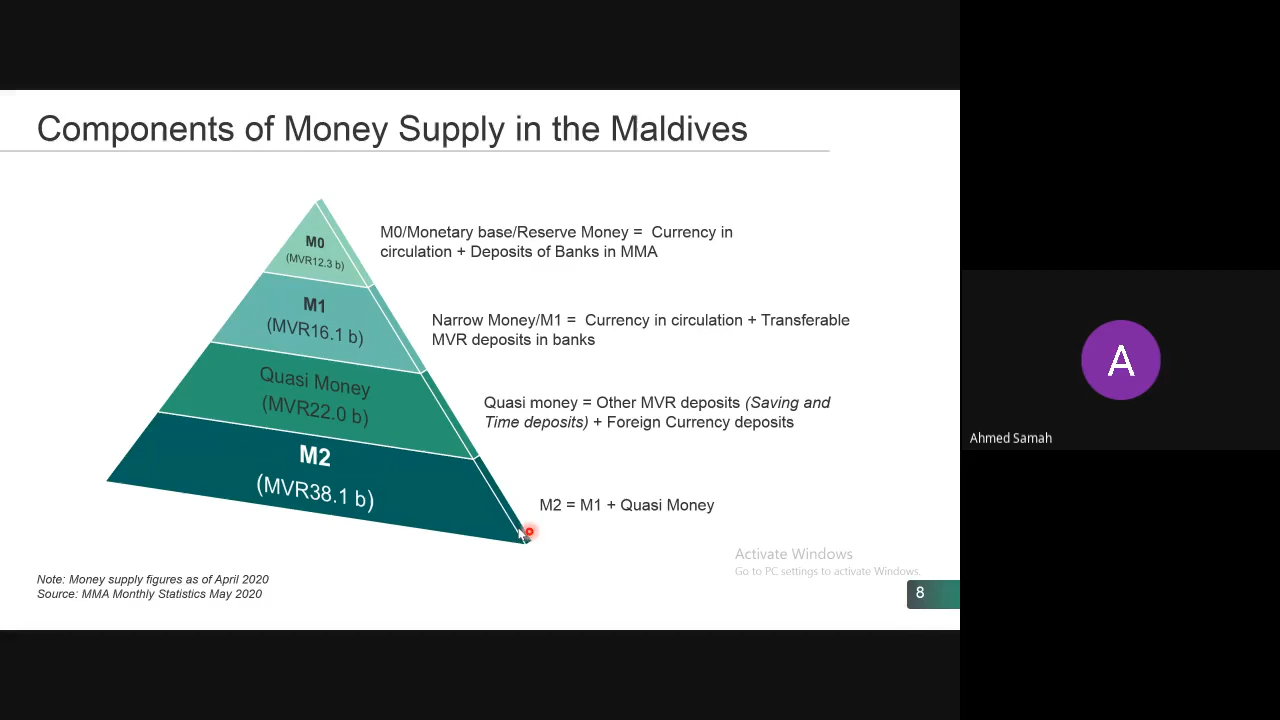 Components of Money Supply in the Maldives
M0
(MVR12.3 b)
M0/Monetary base/Reserve Money = Currency in
circulation + Deposits of Banks in MMA
M1
(MVR16.1 b)
Narrow Money/M1 = Currency in circulation + Transferable
MVR deposits in banks
Quasi Money
(MVR22.0 b)
Quasi money = Other MVR deposits (Saving and
Time deposits) + Foreign Currency deposits
M2
(MVR38.1 b)
M2 = M1 + Quasi Money
Activate Windows
Go to PC settings to activate Windows.
Note: Money supply figures as of April 2020
Source: MMA Monthly Statistics May 2020
8
A
Ahmed Samah